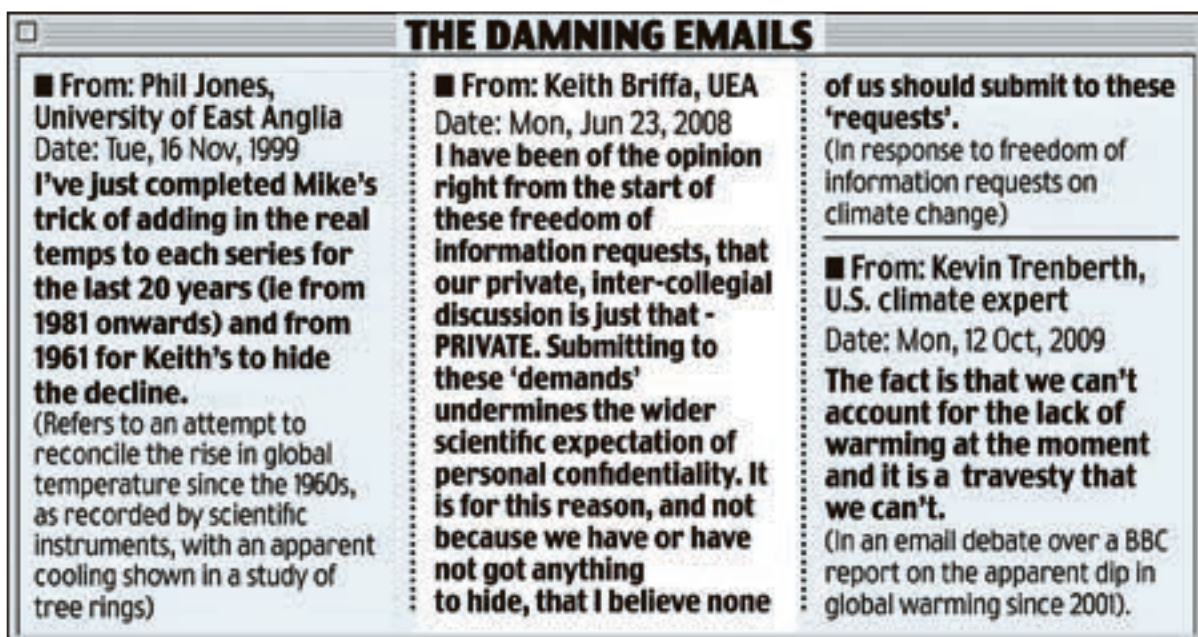 THE DAMNING EMAILS
■ From: Phil Jones,
University of East Anglia
Date: Tue, 16 Nov, 1999
I've just completed Mike's
trick of adding in the real
temps to each series for
the last 20 years (ie from
1981 onwards) and from
1961 for Keith's to hide
the decline.
(Refers to an attempt to
reconcile the rise in global
temperature since the 1960s,
as recorded by scientific
instruments, with an apparent
cooling shown in a study of
tree rings)
■ From: Keith Briffa, UEA
Date: Mon, Jun 23, 2008
I have been of the opinion
right from the start of
these freedom of
information requests, that
our private, inter-collegial
discussion is just that -
PRIVATE. Submitting to
these 'demands'
undermines the wider
scientific expectation of
personal confidentiality. It
is for this reason, and not
because we have or have
not got anything
to hide, that I believe none
of us should submit to these
'requests'.
(In response to freedom of
information requests on
climate change)
■ From: Kevin Trenberth,
U.S. climate expert
Date: Mon, 12 Oct, 2009
The fact is that we can't
account for the lack of
warming at the moment
and it is a travesty that
we can't.
(In an email debate over a BBC
report on the apparent dip in
global warming since 2001).